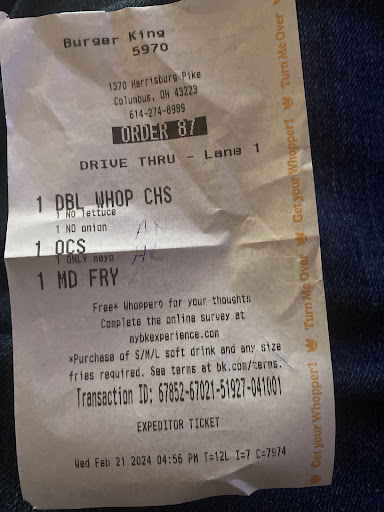 Burger King
5970
1370 Harrisburg Pike
Columbus, OH 43223
614-274-8989
ORDER 87
DRIVE THRU - Lane 1
1 DBL WHOP CHS
1 NO lettuce
1 NO onion
1 OCS
1 ONLY mayo
1 MD FRY
Free* Whopper® for your thoughts
Complete the online survey at
mybkexperience.com
*Purchase of S/M/L soft drink and any size
fries required. See terms at bk.com/terms.
Transaction ID: 67852-67021-51927-041001
EXPEDITOR TICKET
Wed Feb 21 2024 04:56 PM T=12L I=7 C=7974
Get your Whopper! Turn Me Over Get your Whopper! Turn Me Over